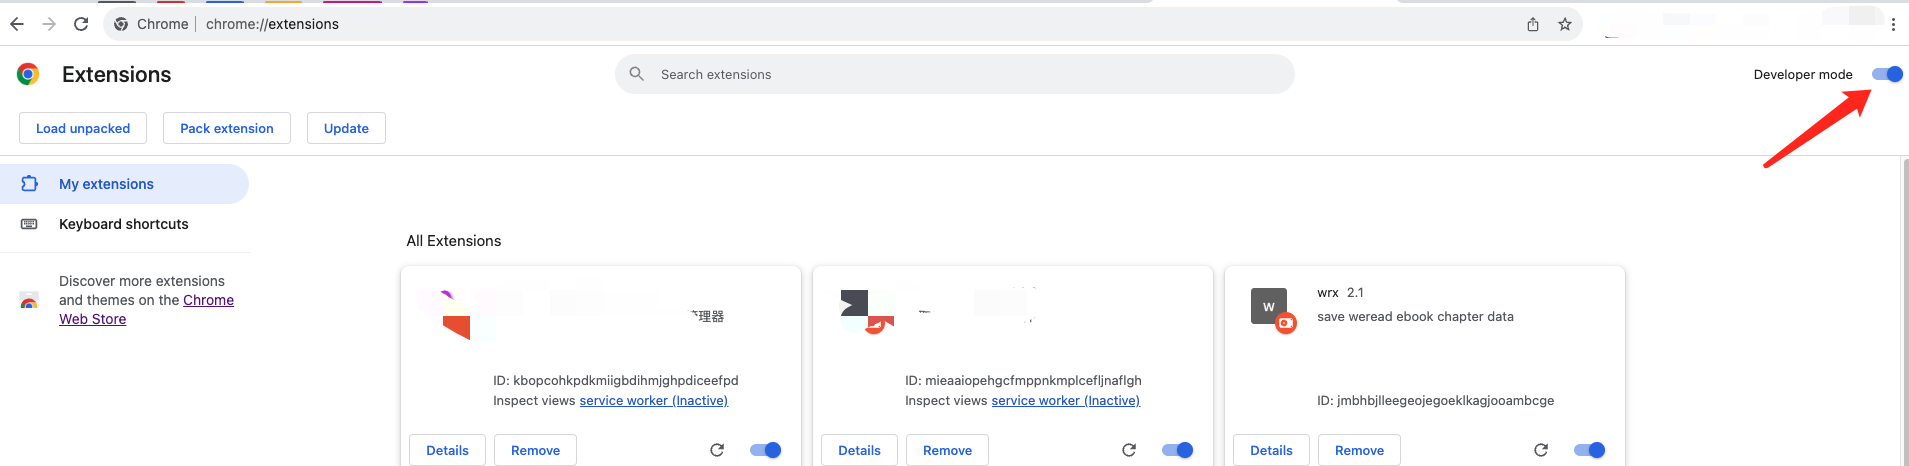 Chrome chrome://extensions
Extensions
Search extensions
Developer mode
Load unpacked
Pack extension
Update
My extensions
Keyboard shortcuts
Discover more extensions
and themes on the Chrome
Web Store
All Extensions
理器
ID: kbopcohkpdkmiigbdihmjghpdiceefpd
Inspect views service worker (Inactive)
Details
Remove
ID: mieaaiopehgcfmppnkmplcefljnaflgh
Inspect views service worker (Inactive)
Details
Remove
W
wrx 2.1
save weread ebook chapter data
ID: jmbhbjlleegeojegoeklkagjooambcge
Details
Remove